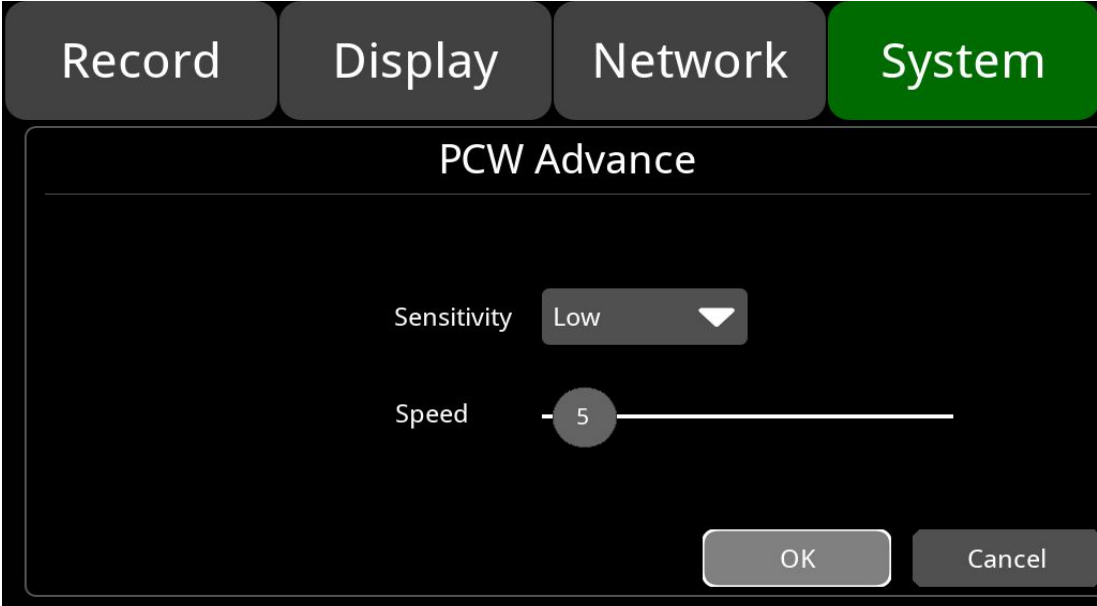 Record Display Network System
PCW Advance
Sensitivity Low
Speed 5
OK Cancel